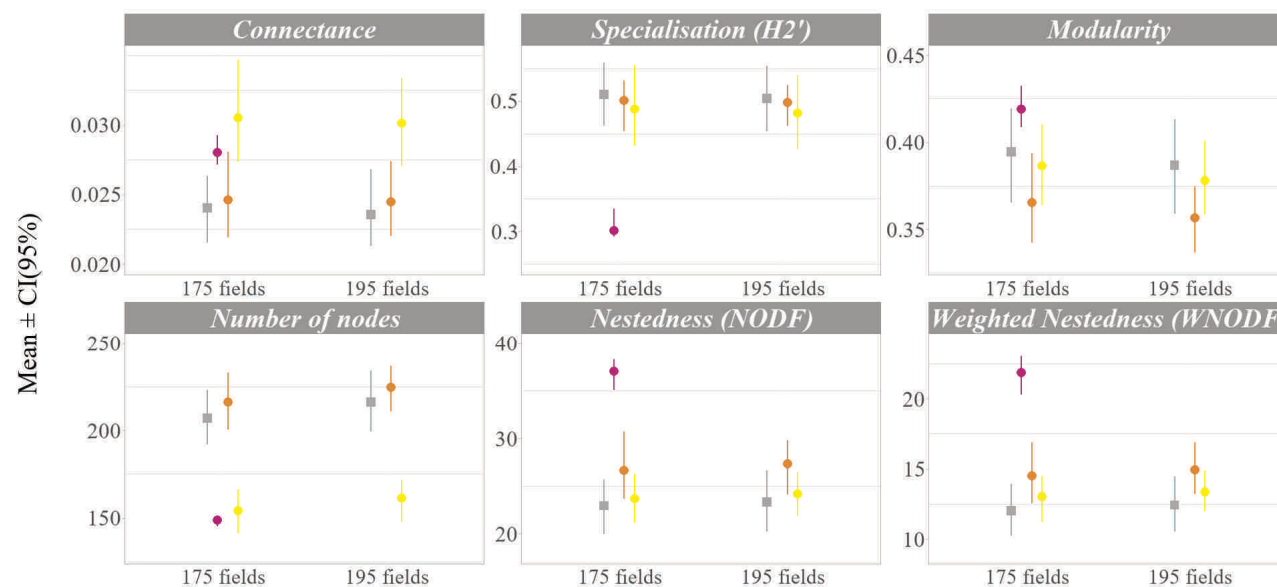 Connectance
Specialisation (H2')
Modularity
0.030
0.025
0.020
0.5
0.4
0.3
0.45
0.40
0.35
175 fields
195 fields
175 fields
195 fields
175 fields
195 fields
Mean ± CI(95%)
Number of nodes
Nestedness (NODF)
Weighted Nestedness (WNODF
250
200
150
40
30
20
20
15
10
175 fields
195 fields
175 fields
195 fields
175 fields
195 fields